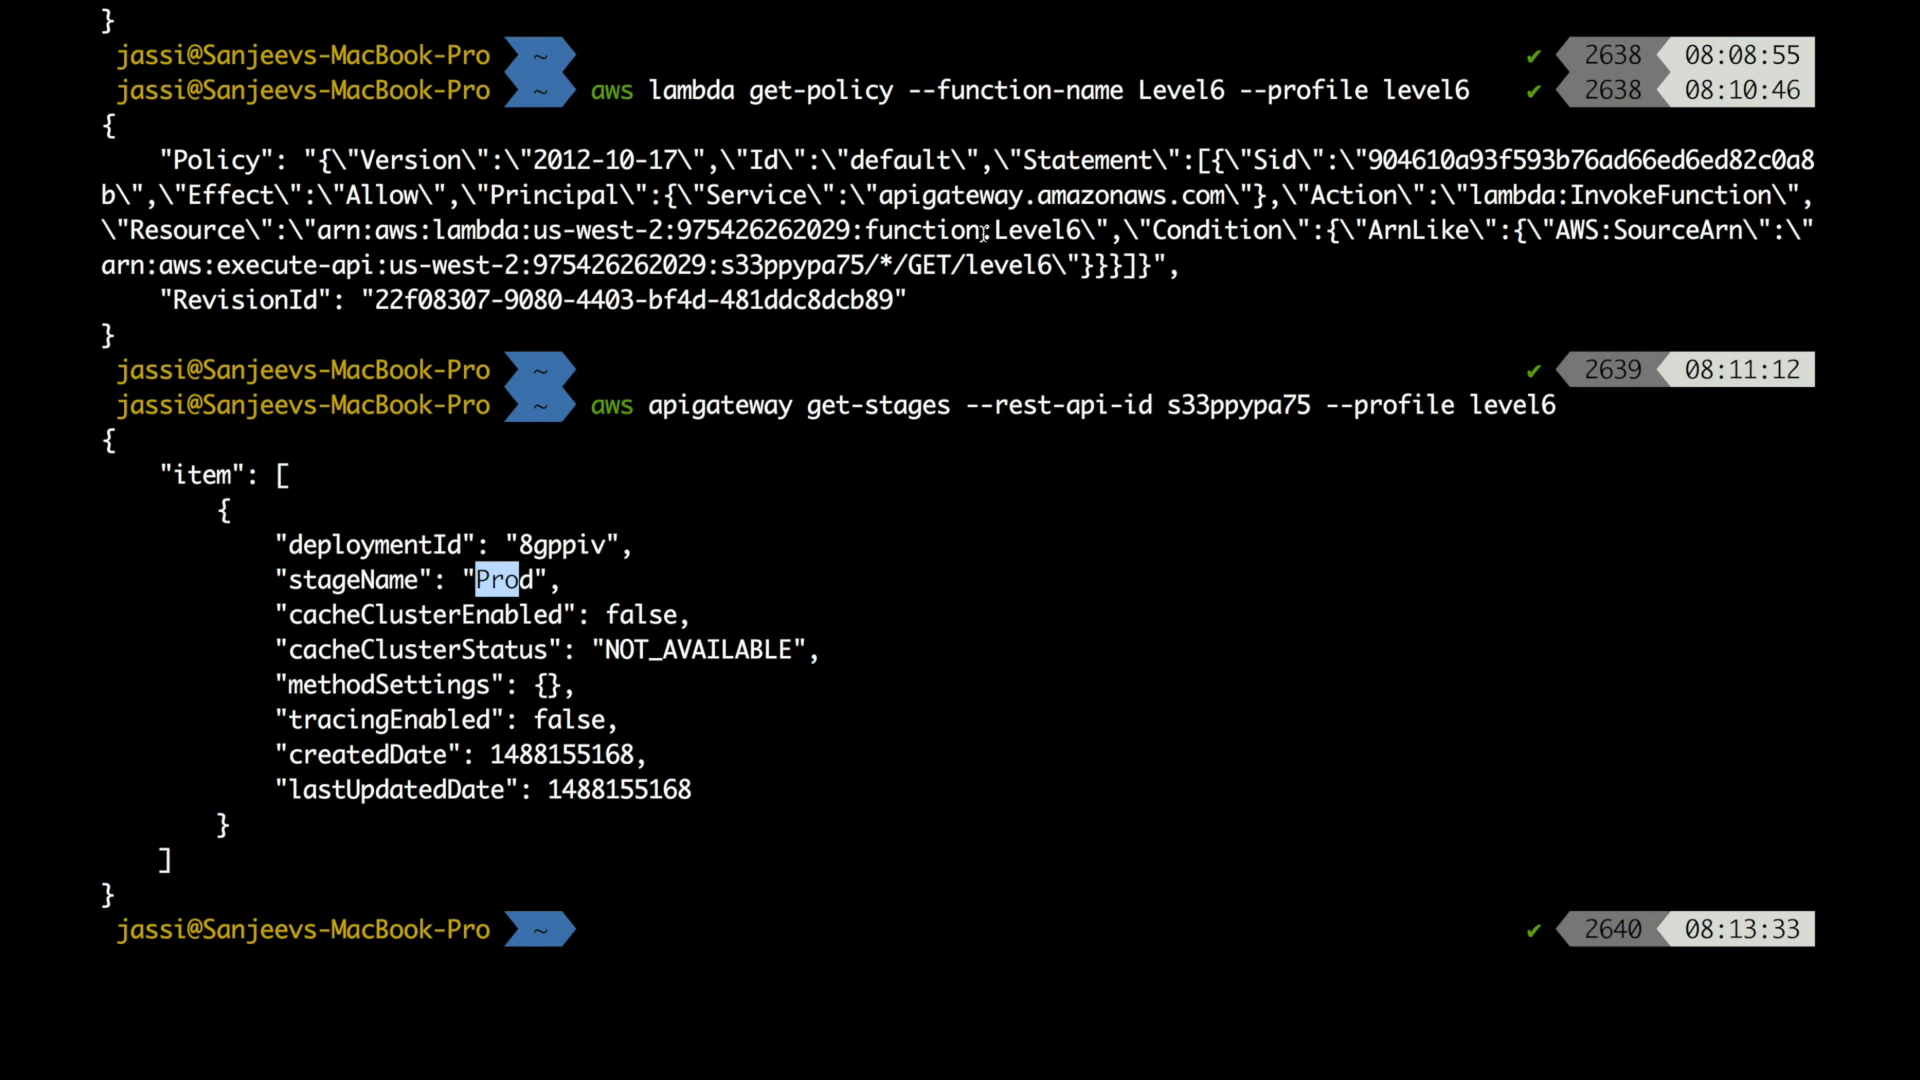 }
jassi@Sanjeevs-MacBook-Pro ~ ✔ 2638 08:08:55
jassi@Sanjeevs-MacBook-Pro ~ aws lambda get-policy --function-name Level6 --profile level6 ✔ 2638 08:10:46
{
    "Policy": "{\"Version\":\"2012-10-17\",\"Id\":\"default\",\"Statement\":[{\"Sid\":\"904610a93f593b76ad66ed6ed82c0a8
b\",\"Effect\":\"Allow\",\"Principal\":{\"Service\":\"apigateway.amazonaws.com\"},\"Action\":\"lambda:InvokeFunction\",
\"Resource\":\"arn:aws:lambda:us-west-2:975426262029:function:Level6\",\"Condition\":{\"ArnLike\":{\"AWS:SourceArn\":\"
arn:aws:execute-api:us-west-2:975426262029:s33ppypa75/*/GET/level6\"}}}]}",
    "RevisionId": "22f08307-9080-4403-bf4d-481ddc8dcb89"
}
jassi@Sanjeevs-MacBook-Pro ~ ✔ 2639 08:11:12
jassi@Sanjeevs-MacBook-Pro ~ aws apigateway get-stages --rest-api-id s33ppypa75 --profile level6
{
    "item": [
        {
            "deploymentId": "8gppiv",
            "stageName": "Prod",
            "cacheClusterEnabled": false,
            "cacheClusterStatus": "NOT_AVAILABLE",
            "methodSettings": {},
            "tracingEnabled": false,
            "createdDate": 1488155168,
            "lastUpdatedDate": 1488155168
        }
    ]
}
jassi@Sanjeevs-MacBook-Pro ~ ✔ 2640 08:13:33